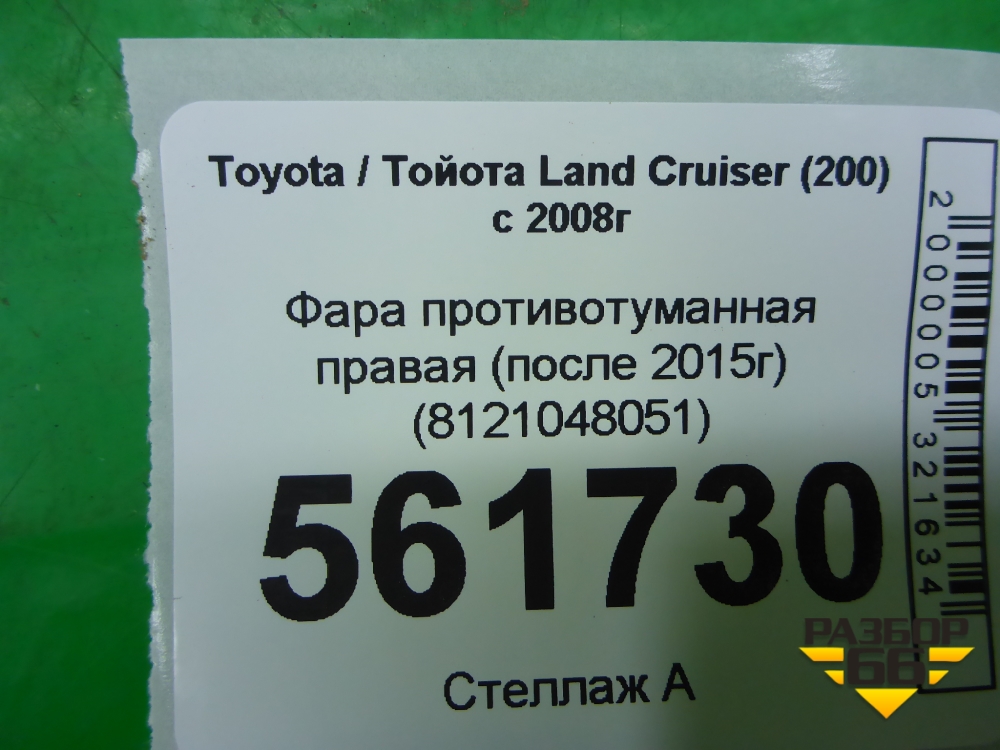 Toyota / Тойота Land Cruiser (200)
с 2008г
Фара противотуманная
правая (после 2015г)
(8121048051)
561730
Стеллаж А
2000005321634
РАЗБОР
66